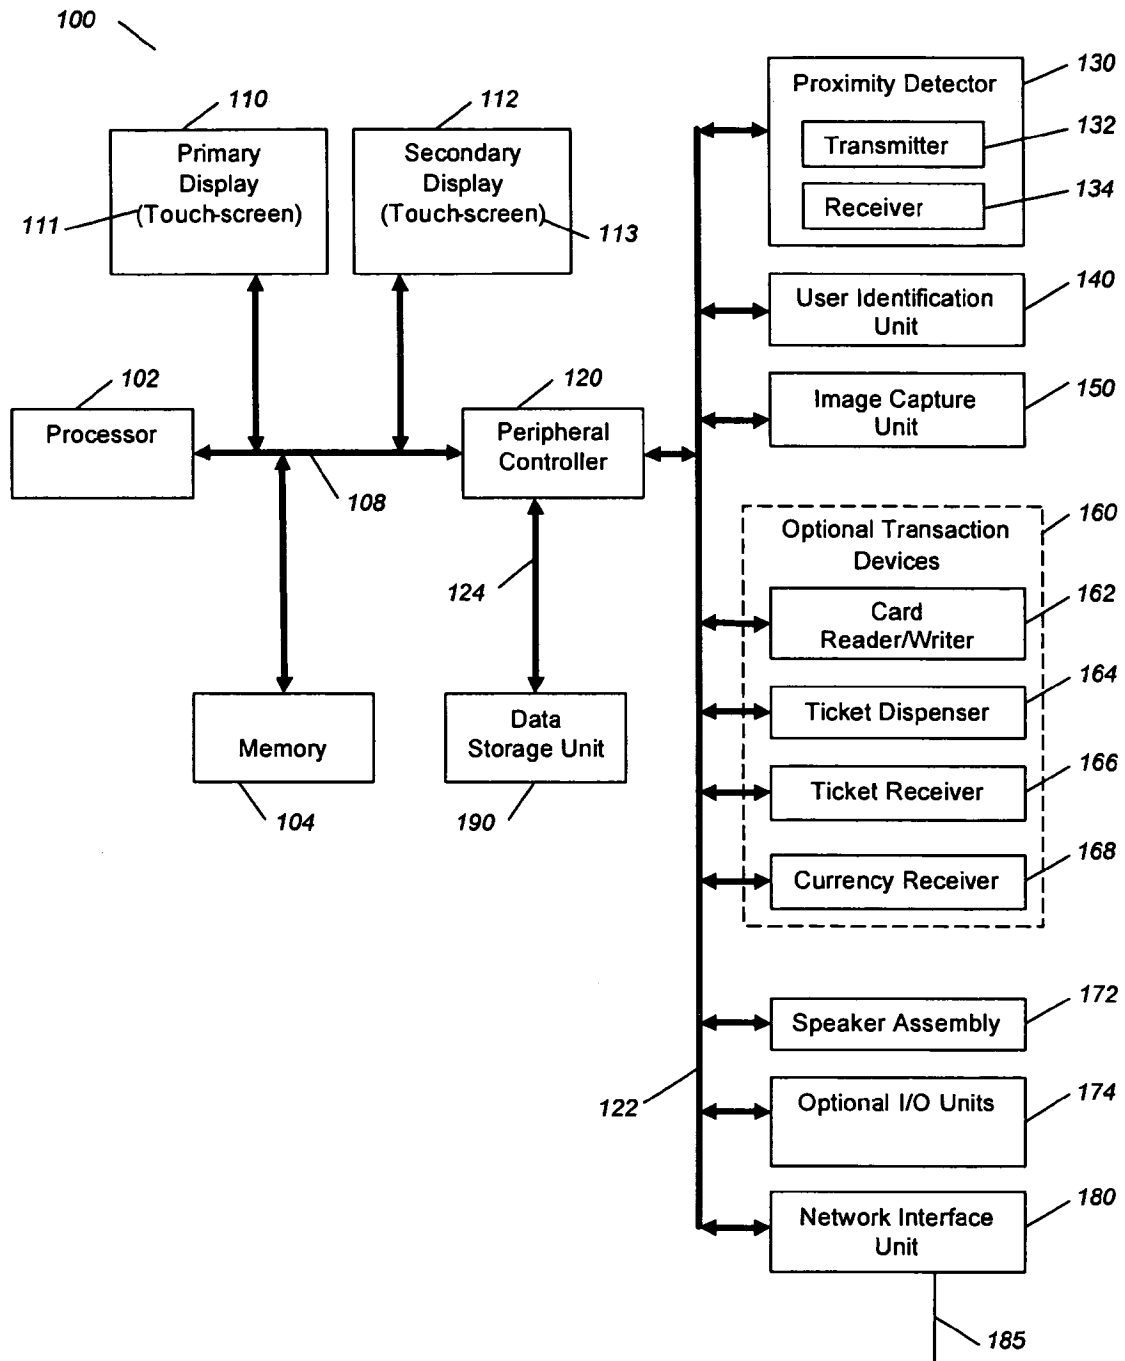 100
110
112
Primary
Display
(Touch-screen)
111
Secondary
Display
(Touch-screen)
113
102
Processor
120
Peripheral
Controller
108
124
Memory
104
Data
Storage Unit
190
130
Proximity Detector
132
Transmitter
134
Receiver
140
User Identification
Unit
150
Image Capture
Unit
160
Optional Transaction
Devices
162
Card
Reader/Writer
164
Ticket Dispenser
166
Ticket Receiver
168
Currency Receiver
172
Speaker Assembly
122
174
Optional I/O Units
180
Network Interface
Unit
185